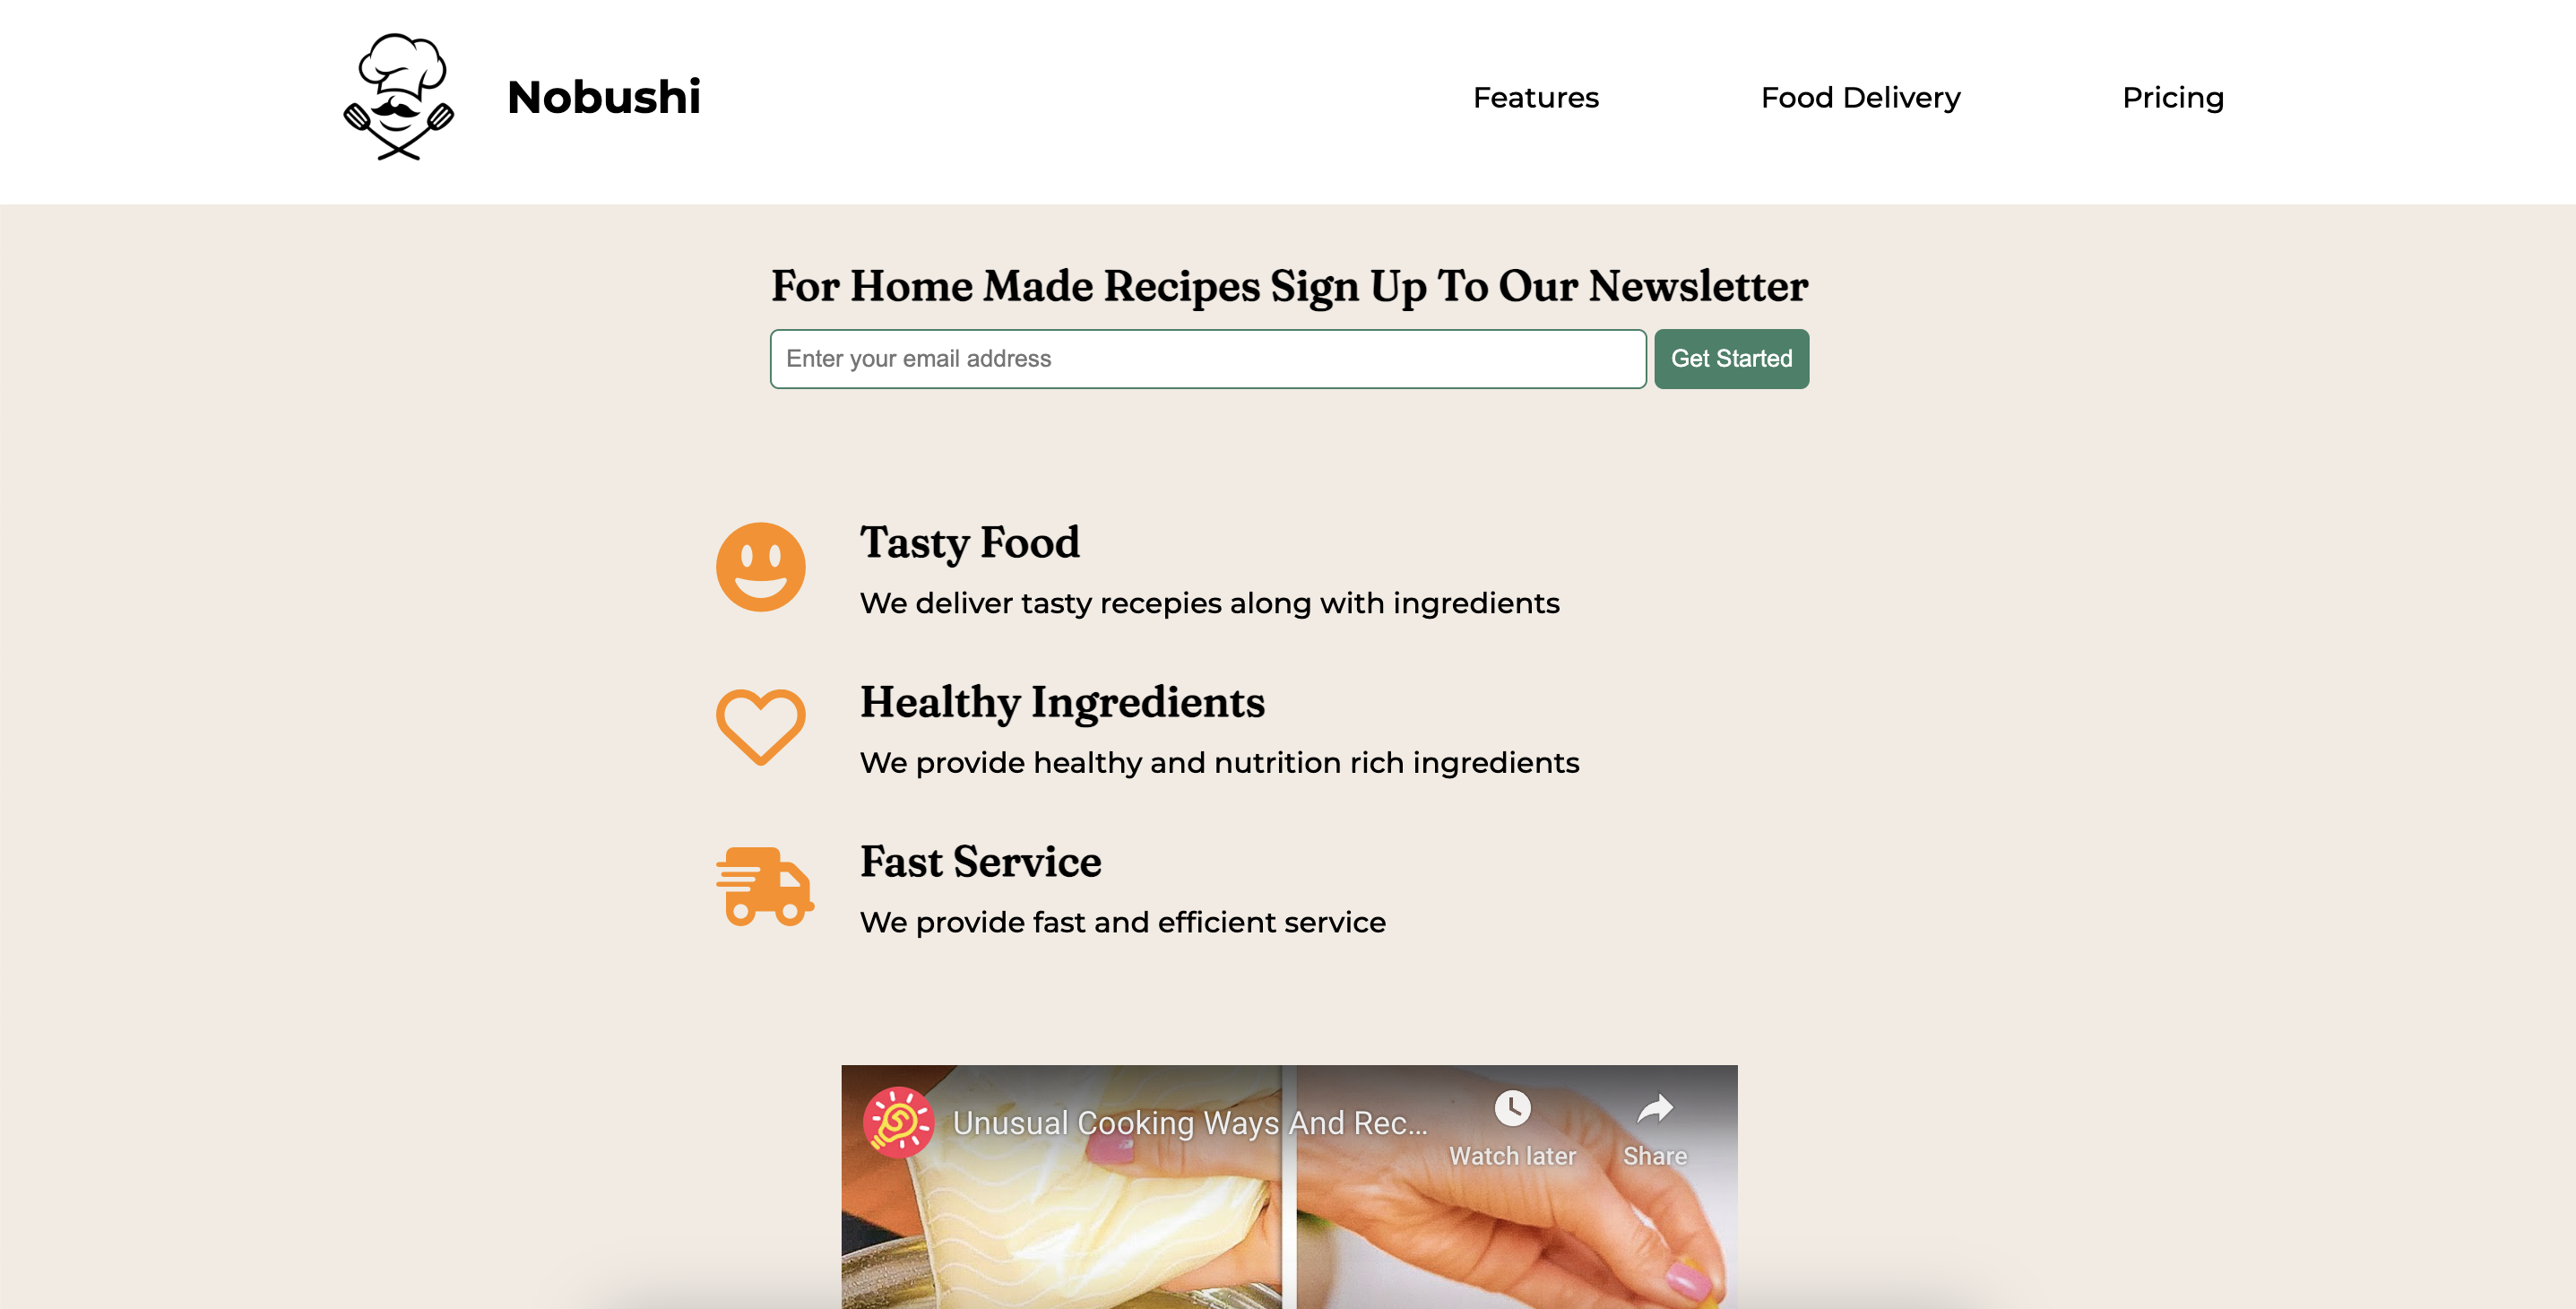 Nobushi
Features
Food Delivery
Pricing
For Home Made Recipes Sign Up To Our Newsletter
Enter your email address
Get Started
Tasty Food
We deliver tasty recepies along with ingredients
Healthy Ingredients
We provide healthy and nutrition rich ingredients
Fast Service
We provide fast and efficient service
Unusual Cooking Ways And Rec...
Watch later
Share